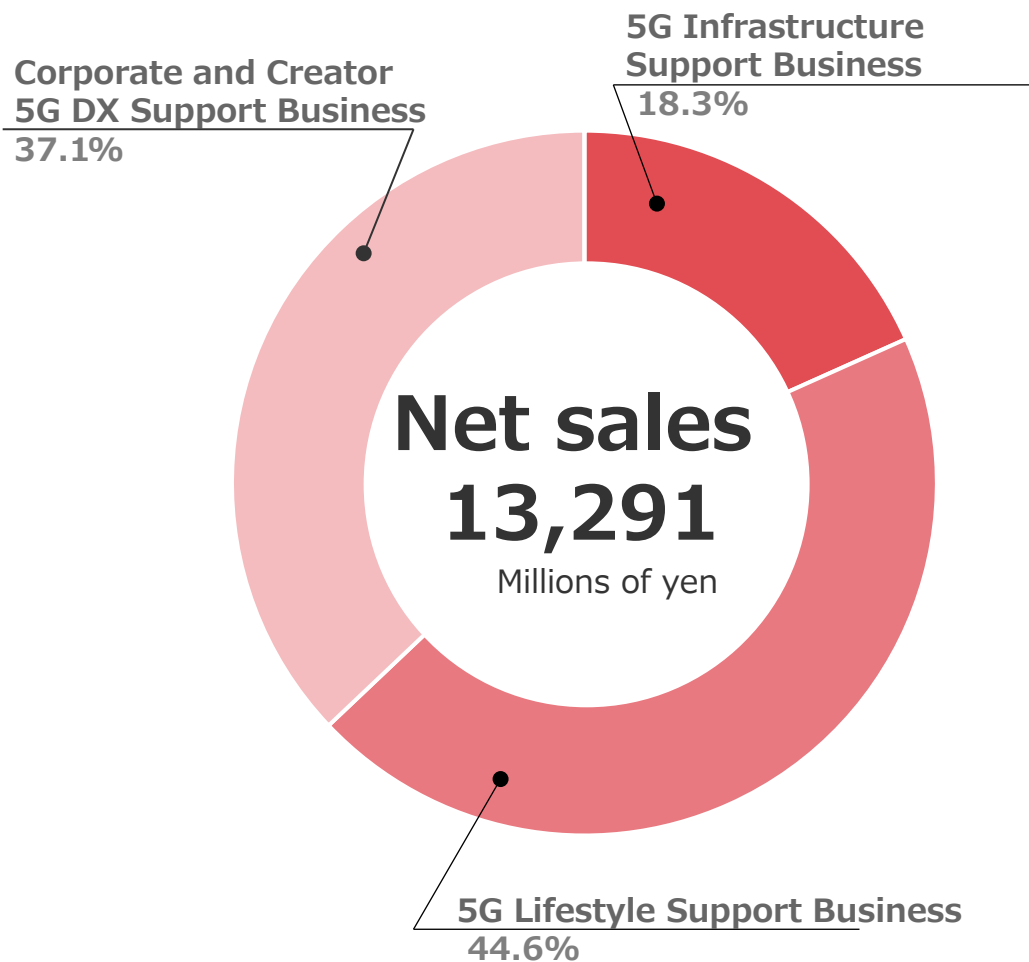 5G Infrastructure
Support Business
18.3%
Corporate and Creator
5G DX Support Business
37.1%
Net sales
13,291
Millions of yen
5G Lifestyle Support Business
44.6%